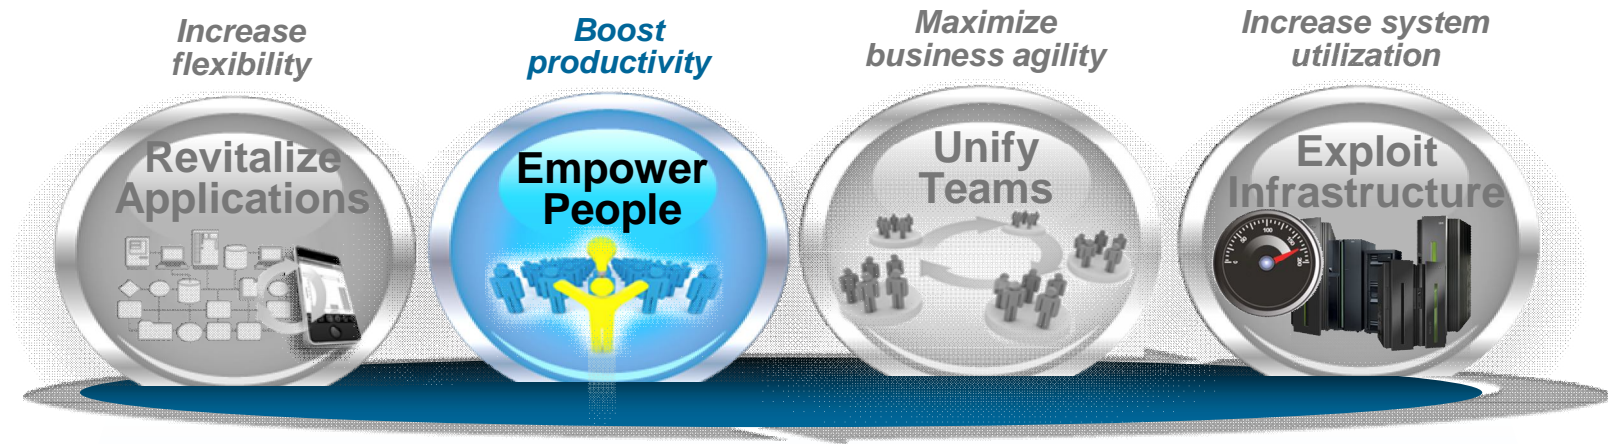 Increase
flexibility
Boost
productivity
Maximize
business agility
Increase system
utilization
Revitalize
Applications
Empower
People
Unify
Teams
Exploit
Infrastructure